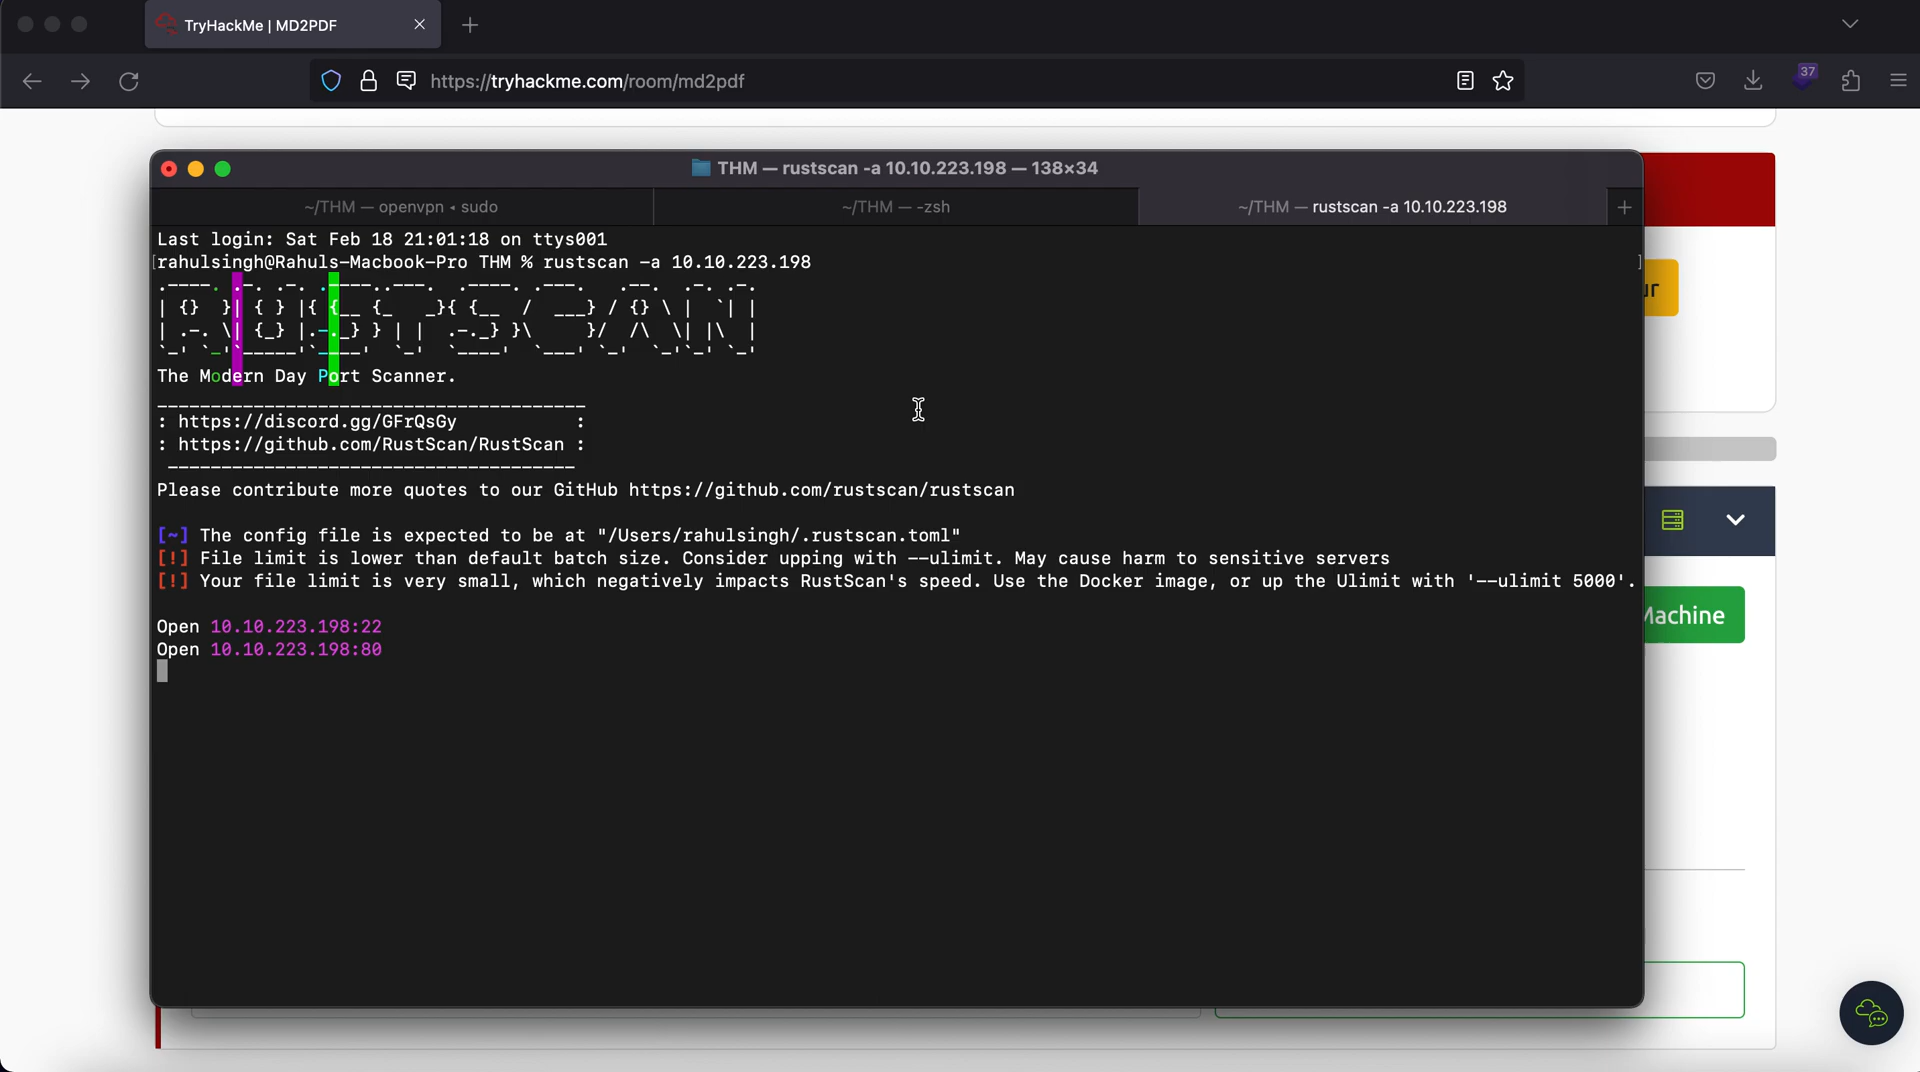 TryHackMe | MD2PDF
https://tryhackme.com/room/md2pdf
37
THM — rustscan -a 10.10.223.198 — 138×34
~/THM — openvpn ◂ sudo
~/THM — -zsh
~/THM — rustscan -a 10.10.223.198
Last login: Sat Feb 18 21:01:18 on ttys001
[rahulsingh@Rahuls-Macbook-Pro THM % rustscan -a 10.10.223.198 ]
.----. .-. .-. .----..---.  .----. .---.   .--.  .-. .-.
| {}  }| { } |{ {__ {_   _}{ {__  /  ___} / {} \ |  `| |
| .-. \| {_} |.-._} } | |  .-._} }\     }/  /\  \| |\  |
`-' `-'`-----'`----'  `-'  `----'  `---' `-'  `-'`-' `-'
The Modern Day Port Scanner.
________________________________________
: https://discord.gg/GFrQsGy           :
: https://github.com/RustScan/RustScan :
 --------------------------------------
Please contribute more quotes to our GitHub https://github.com/rustscan/rustscan
[~] The config file is expected to be at "/Users/rahulsingh/.rustscan.toml"
[!] File limit is lower than default batch size. Consider upping with --ulimit. May cause harm to sensitive servers
[!] Your file limit is very small, which negatively impacts RustScan's speed. Use the Docker image, or up the Ulimit with '--ulimit 5000'.
Open 10.10.223.198:22
Open 10.10.223.198:80
Machine